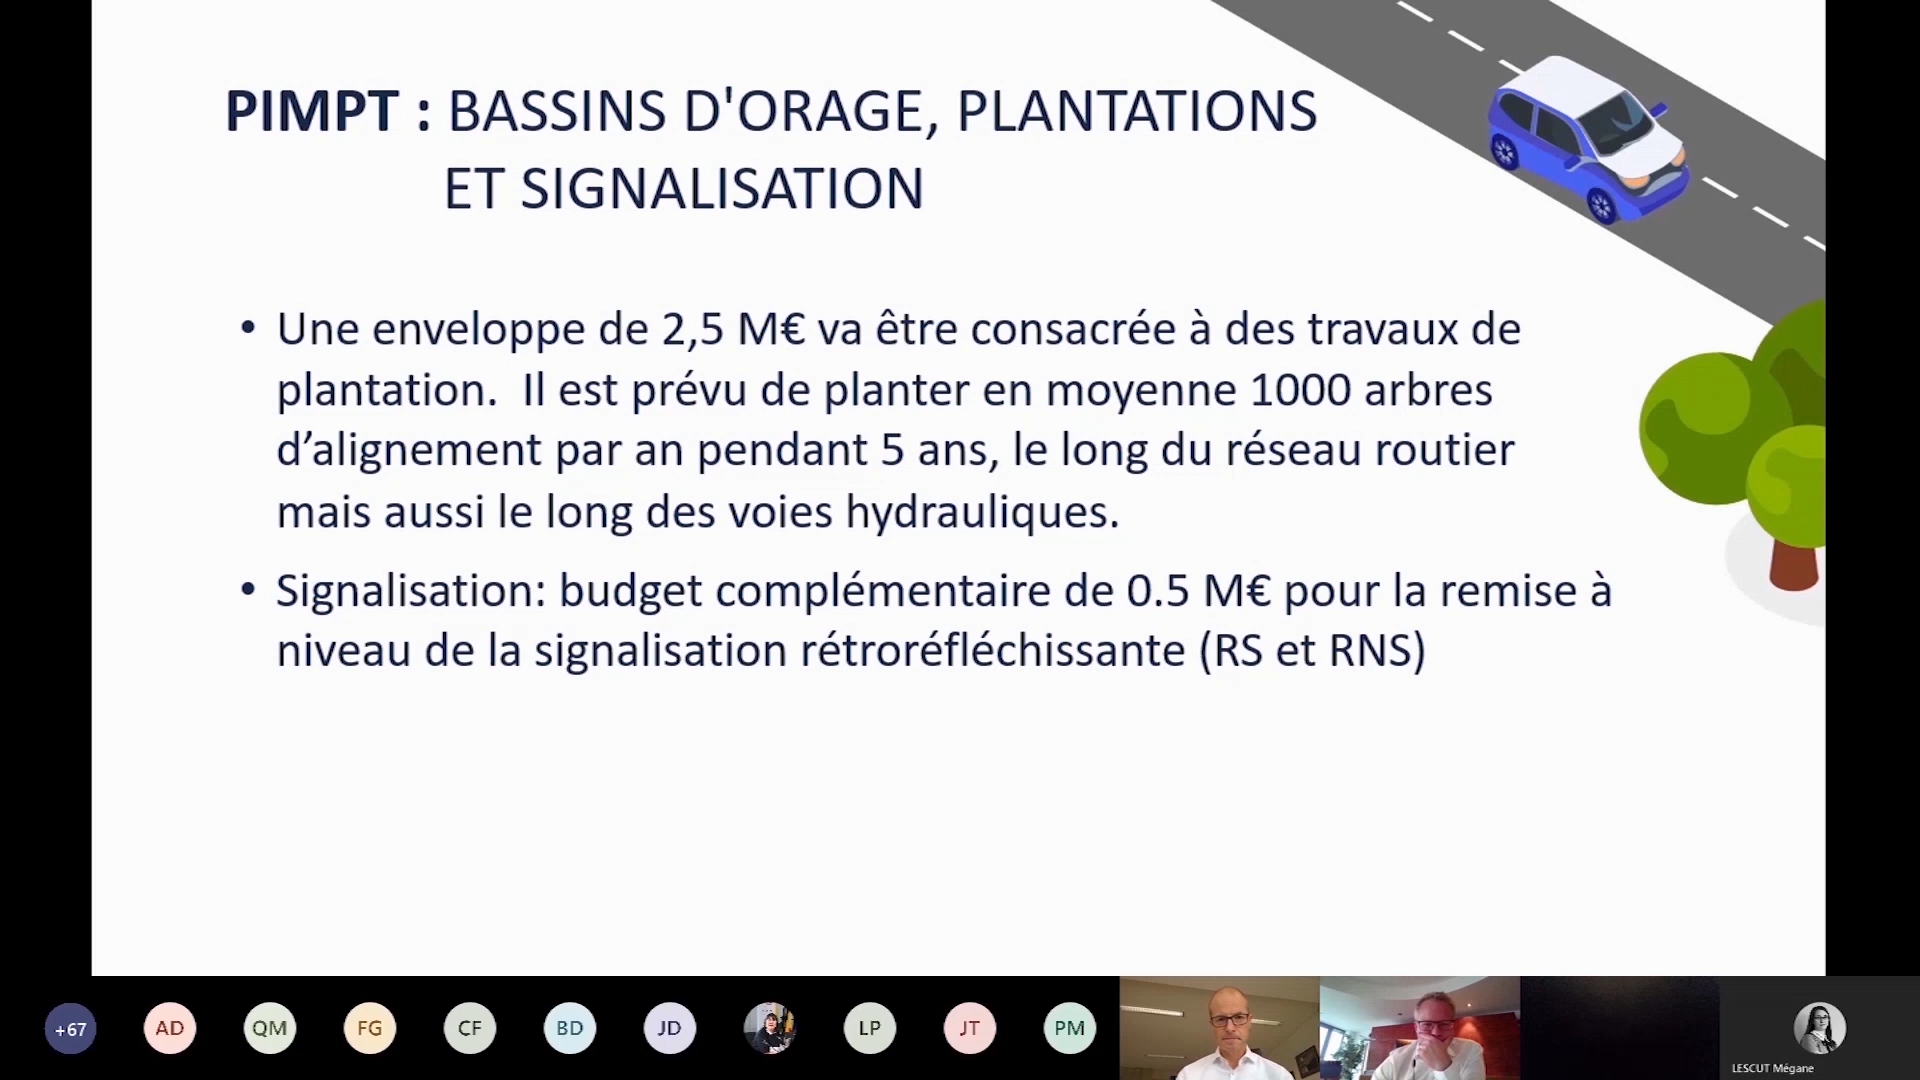 PIMPT : BASSINS D'ORAGE, PLANTATIONS
ET SIGNALISATION
• Une enveloppe de 2,5 M€ va être consacrée à des travaux de
plantation.  Il est prévu de planter en moyenne 1000 arbres
d’alignement par an pendant 5 ans, le long du réseau routier
mais aussi le long des voies hydrauliques.
• Signalisation: budget complémentaire de 0.5 M€ pour la remise à
niveau de la signalisation rétroréfléchissante (RS et RNS)
+67 AD QM FG CF BD JD LP JT PM
LESCUT Mégane